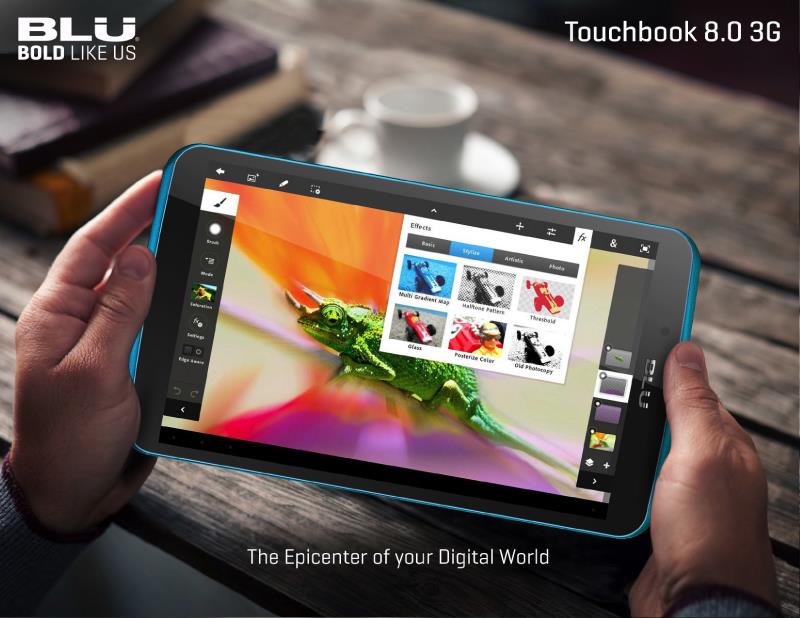 BLU
BOLD LIKE US
Touchbook 8.0 3G
fx
&
Effects
Basic
Stylize
Artistic
Photo
Brush
Mode
Saturation
Settings
Edge Aware
Multi Gradient Map
Halftone Pattern
Threshold
Glass
Posterize Color
Old Photocopy
BLU
The Epicenter of your Digital World